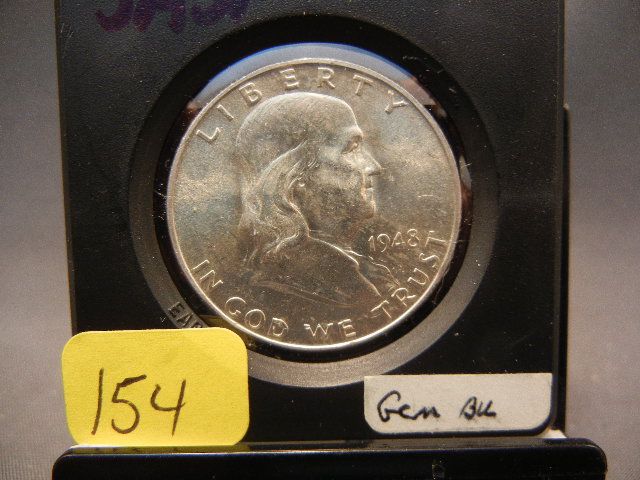 LIBERTY
1948
IN GOD WE TRUST
154
Gem BU